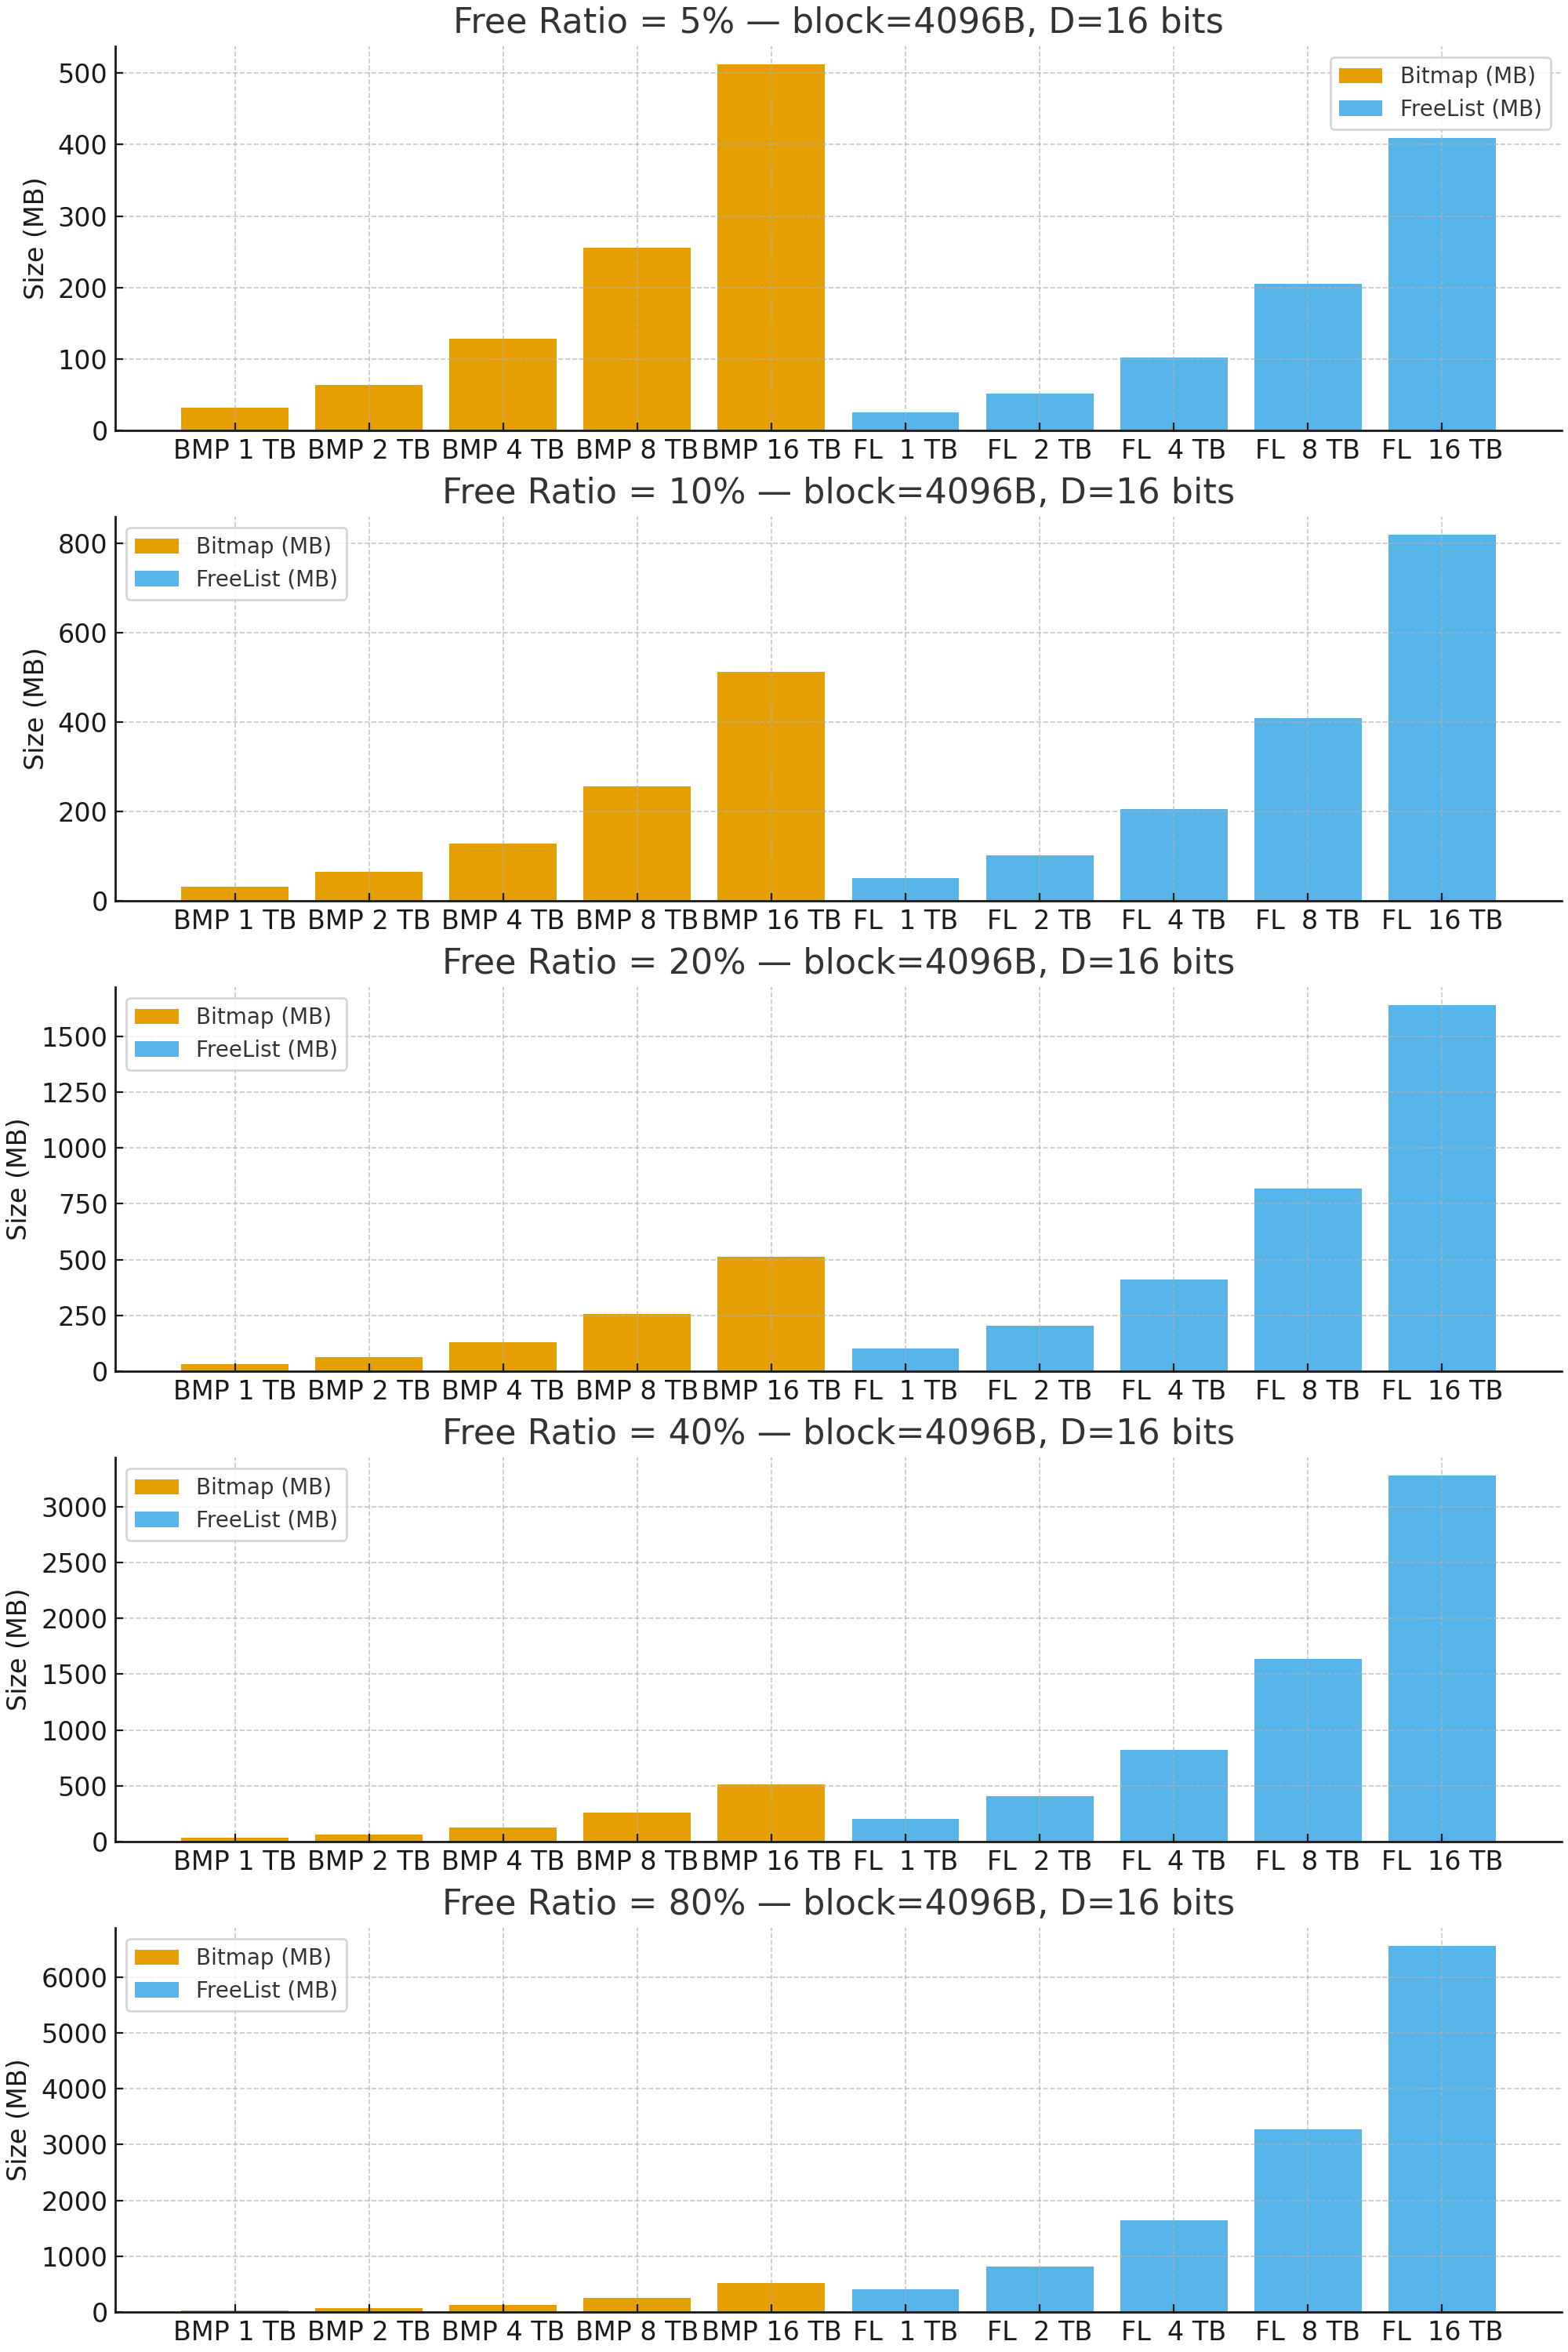 Free Ratio = 5% — block=4096B, D=16 bits
Size (MB)
500
400
300
200
100
0
Bitmap (MB)
FreeList (MB)
BMP 1 TB BMP 2 TB BMP 4 TB BMP 8 TB BMP 16 TB FL  1 TB FL  2 TB FL  4 TB FL  8 TB FL  16 TB
Free Ratio = 10% — block=4096B, D=16 bits
Size (MB)
800
600
400
200
0
Bitmap (MB)
FreeList (MB)
BMP 1 TB BMP 2 TB BMP 4 TB BMP 8 TB BMP 16 TB FL  1 TB FL  2 TB FL  4 TB FL  8 TB FL  16 TB
Free Ratio = 20% — block=4096B, D=16 bits
Size (MB)
1500
1250
1000
750
500
250
0
Bitmap (MB)
FreeList (MB)
BMP 1 TB BMP 2 TB BMP 4 TB BMP 8 TB BMP 16 TB FL  1 TB FL  2 TB FL  4 TB FL  8 TB FL  16 TB
Free Ratio = 40% — block=4096B, D=16 bits
Size (MB)
3000
2500
2000
1500
1000
500
0
Bitmap (MB)
FreeList (MB)
BMP 1 TB BMP 2 TB BMP 4 TB BMP 8 TB BMP 16 TB FL  1 TB FL  2 TB FL  4 TB FL  8 TB FL  16 TB
Free Ratio = 80% — block=4096B, D=16 bits
Size (MB)
6000
5000
4000
3000
2000
1000
0
Bitmap (MB)
FreeList (MB)
BMP 1 TB BMP 2 TB BMP 4 TB BMP 8 TB BMP 16 TB FL  1 TB FL  2 TB FL  4 TB FL  8 TB FL  16 TB